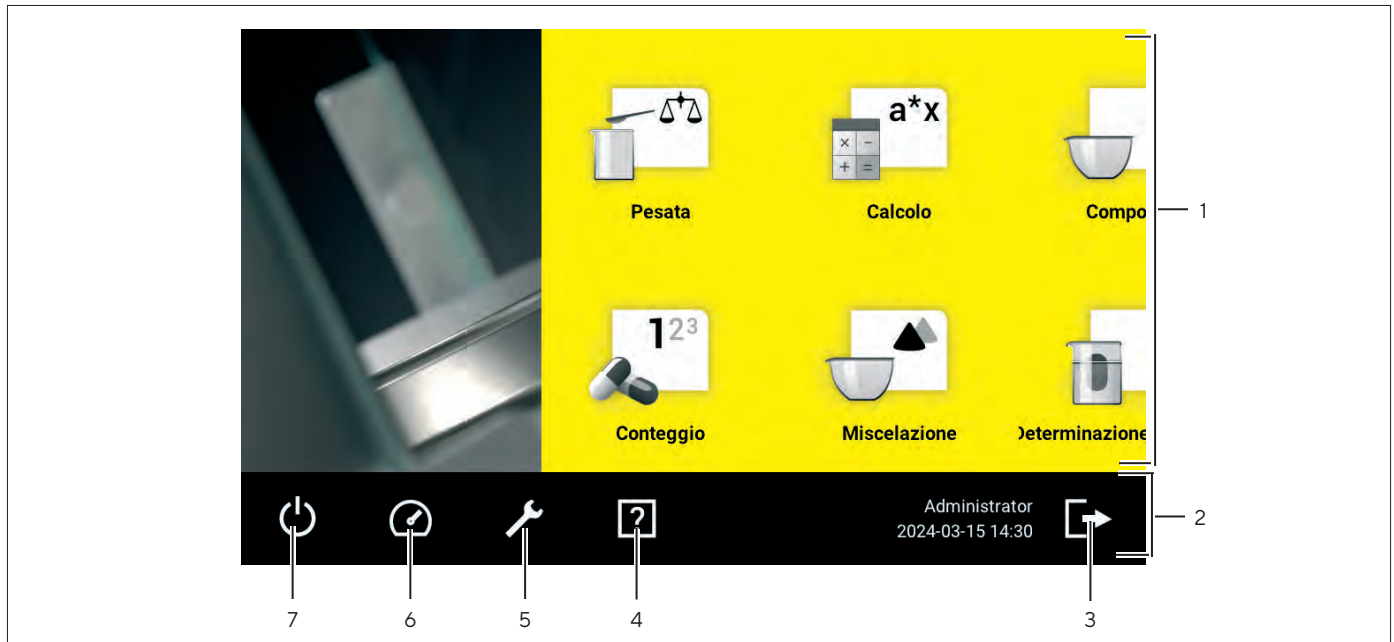 a*x
× −
+ =
Pesata
Calcolo
Compo
1
123
Conteggio
Miscelazione
Determinazione
?
Administrator
2024-03-15 14:30
2
7
6
5
4
3